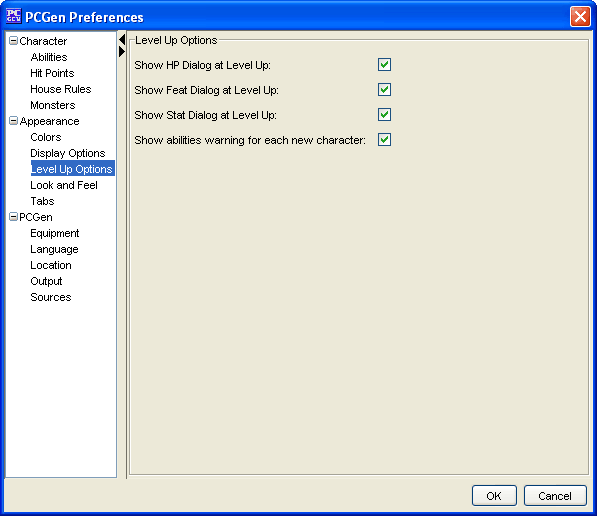 PCGen Preferences
Character
Abilities
Hit Points
House Rules
Monsters
Appearance
Colors
Display Options
Level Up Options
Look and Feel
Tabs
PCGen
Equipment
Language
Location
Output
Sources
Level Up Options
Show HP Dialog at Level Up:
Show Feat Dialog at Level Up:
Show Stat Dialog at Level Up:
Show abilities warning for each new character:
OK
Cancel